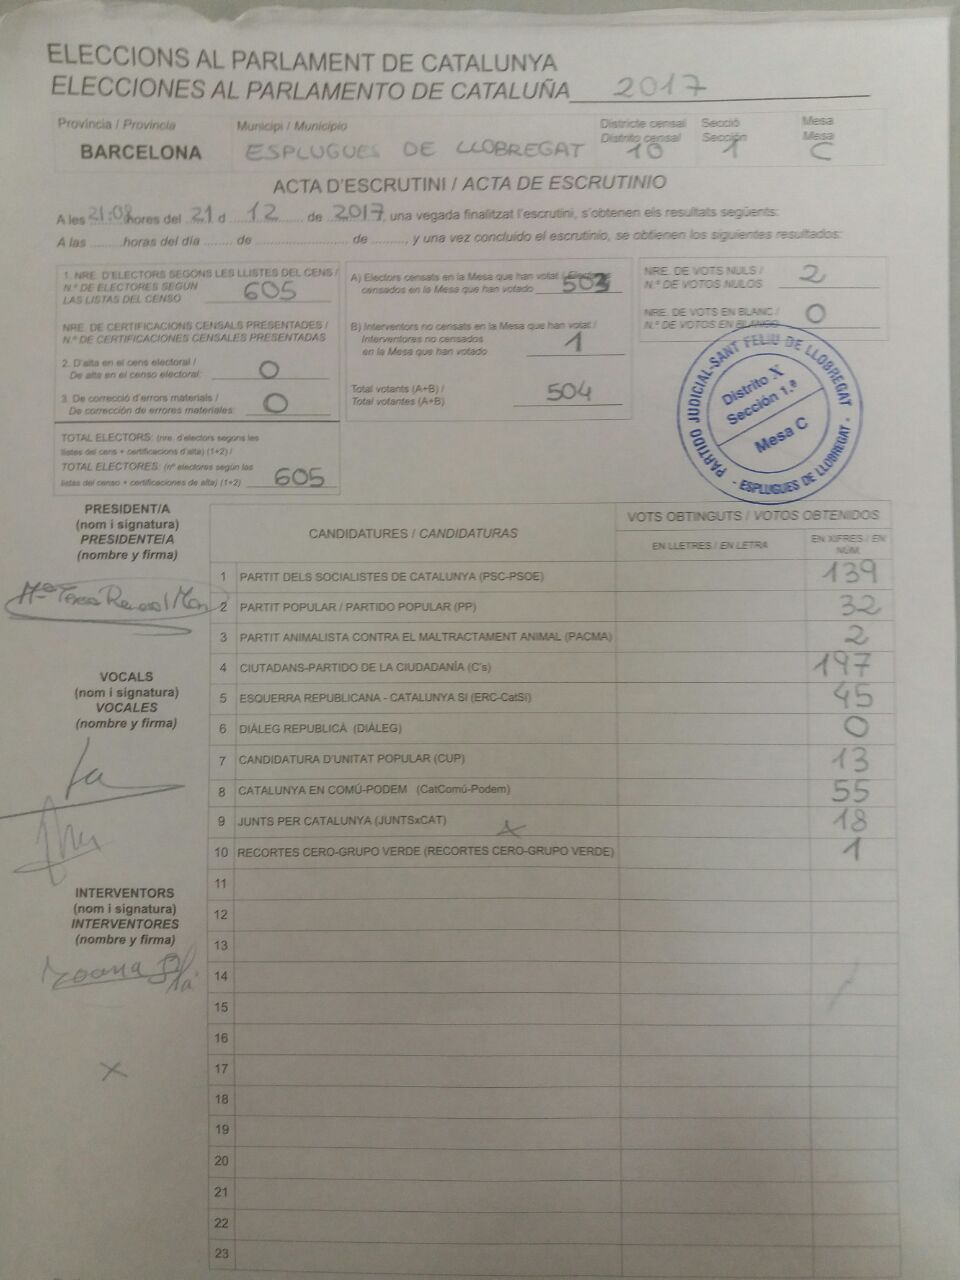 ELECCIONS AL PARLAMENT DE CATALUNYA
ELECCIONES AL PARLAMENTO DE CATALUÑA 2017
Província / Provincia
BARCELONA
Municipi / Municipio
ESPLUGUES DE LLOBREGAT
Districte censal
Distrito censal
10
Secció
Sección
1
Mesa
Mesa
C
ACTA D'ESCRUTINI / ACTA DE ESCRUTINIO
A les 21:08 hores del 21 d 12 de 2017, una vegada finalitzat l'escrutini, s'obtenen els resultats següents:
A las ........ horas del día ....... de ........................ de ........., y una vez concluido el escrutinio, se obtienen los siguientes resultados:
1. NRE. D'ELECTORS SEGONS LES LLISTES DEL CENS /
N.º DE ELECTORES SEGÚN
LAS LISTAS DEL CENSO 605
NRE. DE CERTIFICACIONS CENSALS PRESENTADES /
N.º DE CERTIFICACIONES CENSALES PRESENTADAS
2. D'alta en el cens electoral /
De alta en el censo electoral: 0
3. De correcció d'errors materials /
De corrección de errores materiales: 0
TOTAL ELECTORS: (nre. d'electors segons les
llistes del cens + certificacions d'alta) (1+2) /
TOTAL ELECTORES: (nº electores según las
listas del censo + certificaciones de alta) (1+2) 605
A) Electors censats en la Mesa que han votat / Electores
censados en la Mesa que han votado 503
B) Interventors no censats en la Mesa que han votat /
Interventores no censados
en la Mesa que han votado 1
Total votants (A+B) /
Total votantes (A+B) 504
NRE. DE VOTS NULS /
N.º DE VOTOS NULOS 2
NRE. DE VOTS EN BLANC /
N.º DE VOTOS EN BLANCO 0
PARTIDO JUDICIAL-SANT FELIU DE LLOBREGAT -
Distrito X
Sección 1.ª
Mesa C
- ESPLUGUES DE LLOBREGAT
PRESIDENT/A
(nom i signatura)
PRESIDENTE/A
(nombre y firma)
Mª Teresa
VOCALS
(nom i signatura)
VOCALES
(nombre y firma)
INTERVENTORS
(nom i signatura)
INTERVENTORES
(nombre y firma)
CANDIDATURES / CANDIDATURAS
VOTS OBTINGUTS / VOTOS OBTENIDOS
EN LLETRES / EN LETRA
EN XIFRES / EN
NÚM.
1 PARTIT DELS SOCIALISTES DE CATALUNYA (PSC-PSOE) 139
2 PARTIT POPULAR / PARTIDO POPULAR (PP) 32
3 PARTIT ANIMALISTA CONTRA EL MALTRACTAMENT ANIMAL (PACMA) 2
4 CIUTADANS-PARTIDO DE LA CIUDADANÍA (C's) 197
5 ESQUERRA REPUBLICANA - CATALUNYA SÍ (ERC-CatSí) 45
6 DIÀLEG REPUBLICÀ (DIÀLEG) 0
7 CANDIDATURA D'UNITAT POPULAR (CUP) 13
8 CATALUNYA EN COMÚ-PODEM (CatComú-Podem) 55
9 JUNTS PER CATALUNYA (JUNTSxCAT) 18
10 RECORTES CERO-GRUPO VERDE (RECORTES CERO-GRUPO VERDE) 1
11
12
13
14
15
16
17
18
19
20
21
22
23